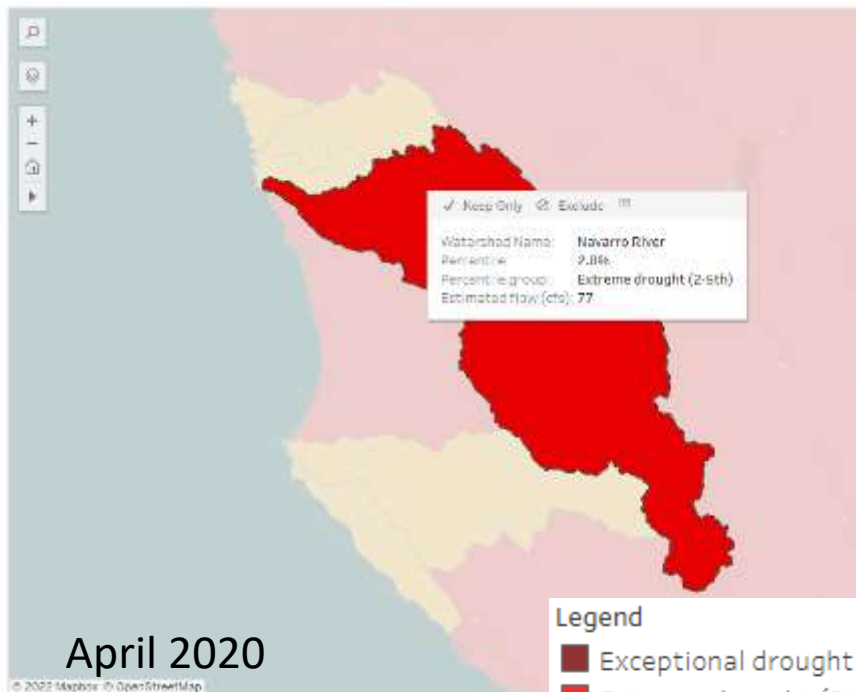 ✓ Keep Only Exclude
Watershed Name: Navarro River
Percentile: 2.8%
Percentile group: Extreme drought (2-5th)
Estimated flow (cfs): 77
April 2020
© 2022 Mapbox © OpenStreetMap
Legend
Exceptional drought